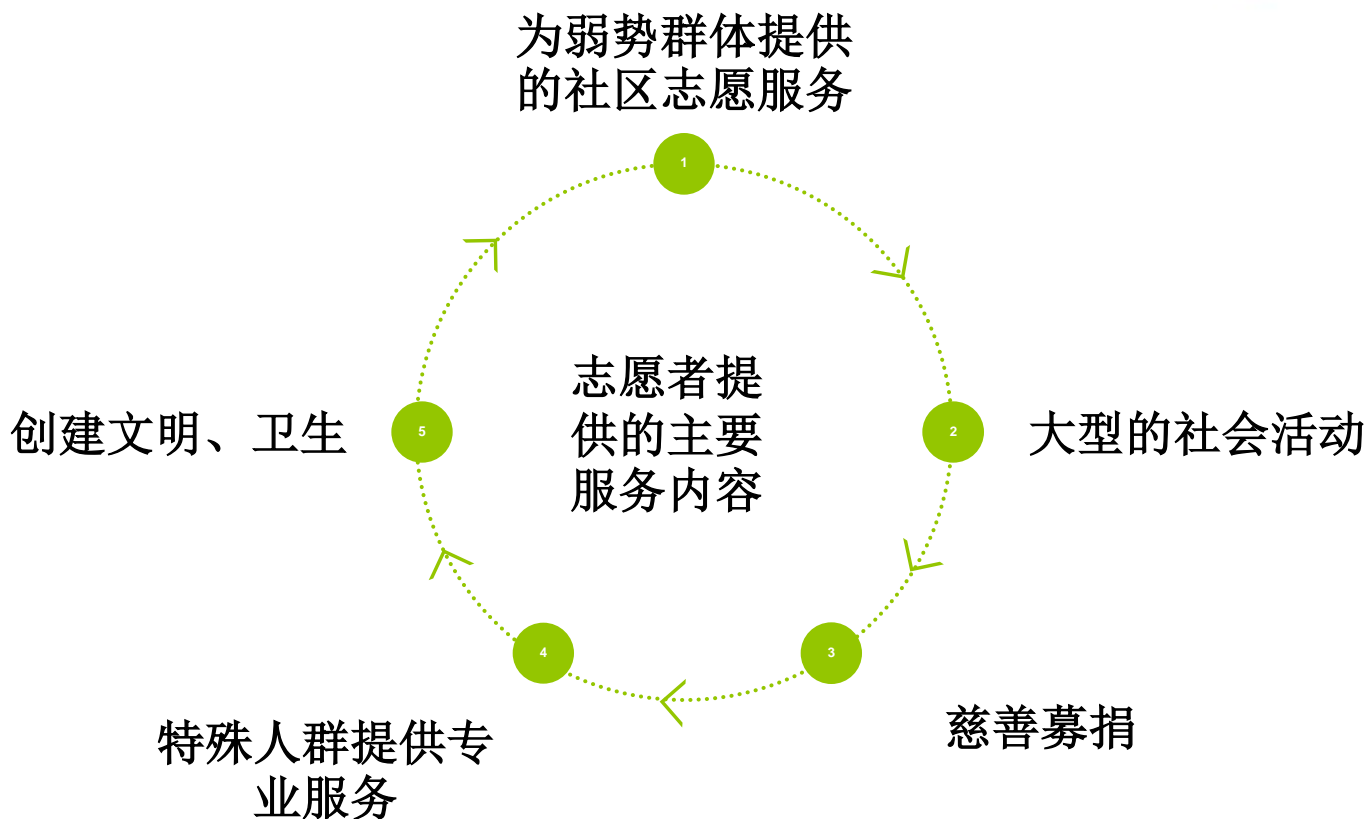 为弱势群体提供
的社区志愿服务
1
志愿者提
供的主要
服务内容
创建文明、卫生
5
2
大型的社会活动
4
3
特殊人群提供专
业服务
慈善募捐